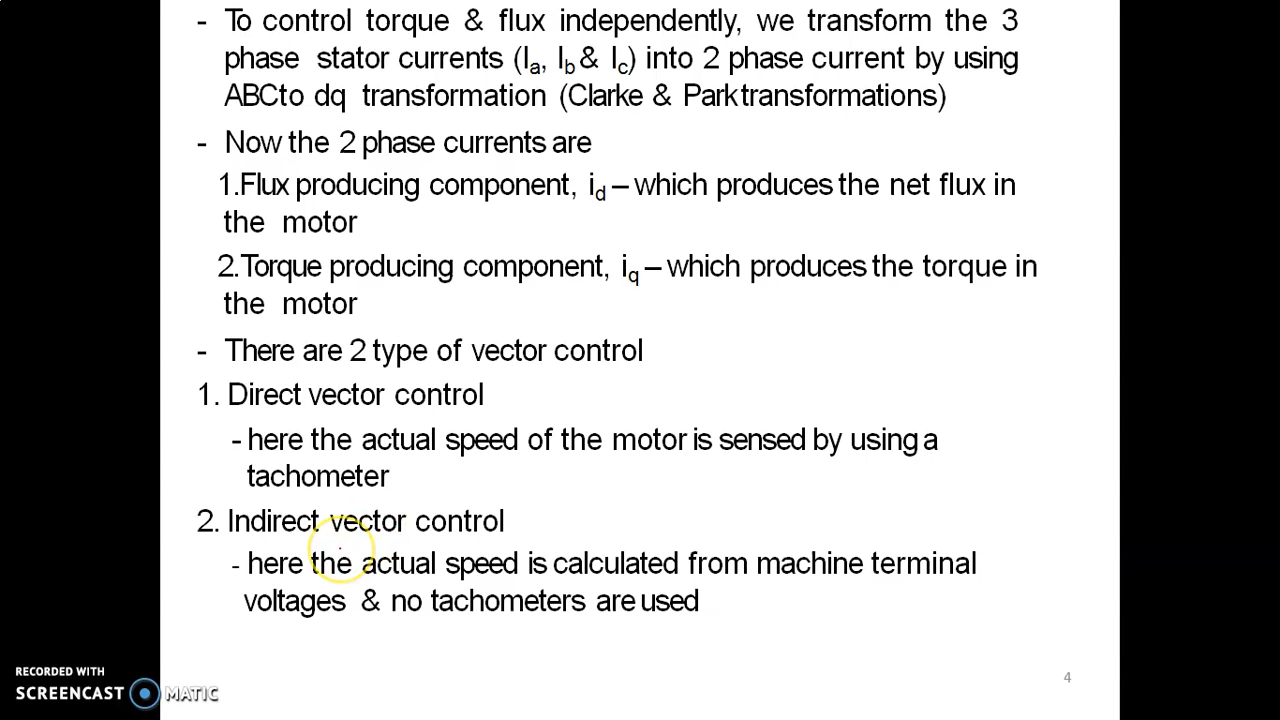 - To control torque & flux independently, we transform the 3
phase stator currents (Ia, Ib & Ic) into 2 phase current by using
ABCto dq transformation (Clarke & Parktransformations)
- Now the 2 phase currents are
1.Flux producing component, id – which produces the net flux in
the motor
2.Torque producing component, iq – which produces the torque in
the motor
- There are 2 type of vector control
1. Direct vector control
- here the actual speed of the motor is sensed by using a
tachometer
2. Indirect vector control
- here the actual speed is calculated from machine terminal
voltages & no tachometers are used
4
RECORDED WITH
SCREENCAST MATIC